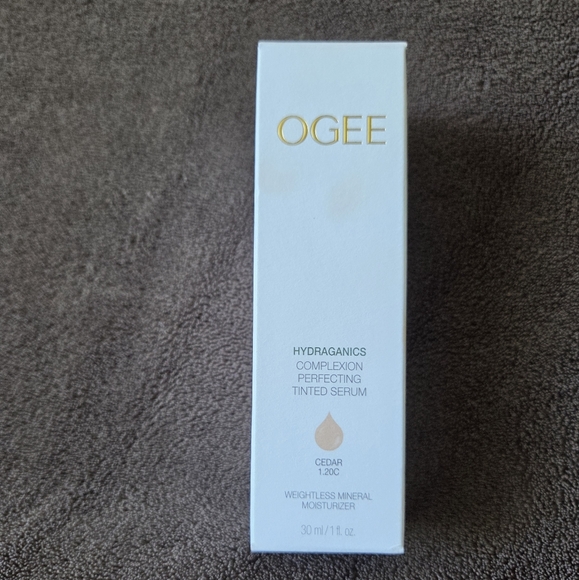 OGEE
HYDRAGANICS
COMPLEXION
PERFECTING
TINTED SERUM
CEDAR
1.20C
WEIGHTLESS MINERAL
MOISTURIZER
30 ml / 1 fl. oz.